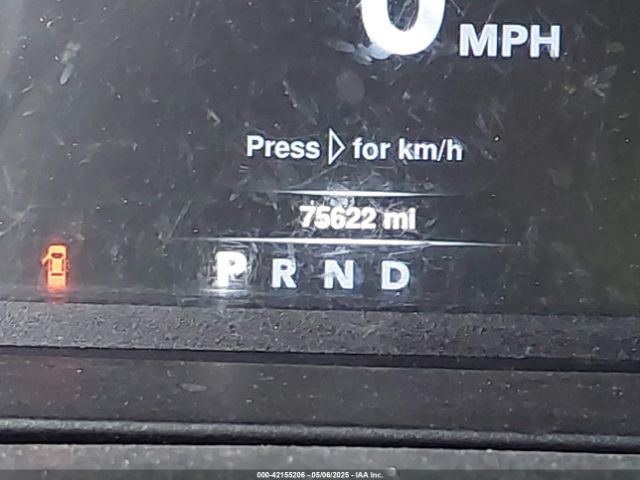 0 MPH
Press ▷ for km/h
75622 mi
P R N D
000-42155206 - 05/06/2025 - IAA Inc.